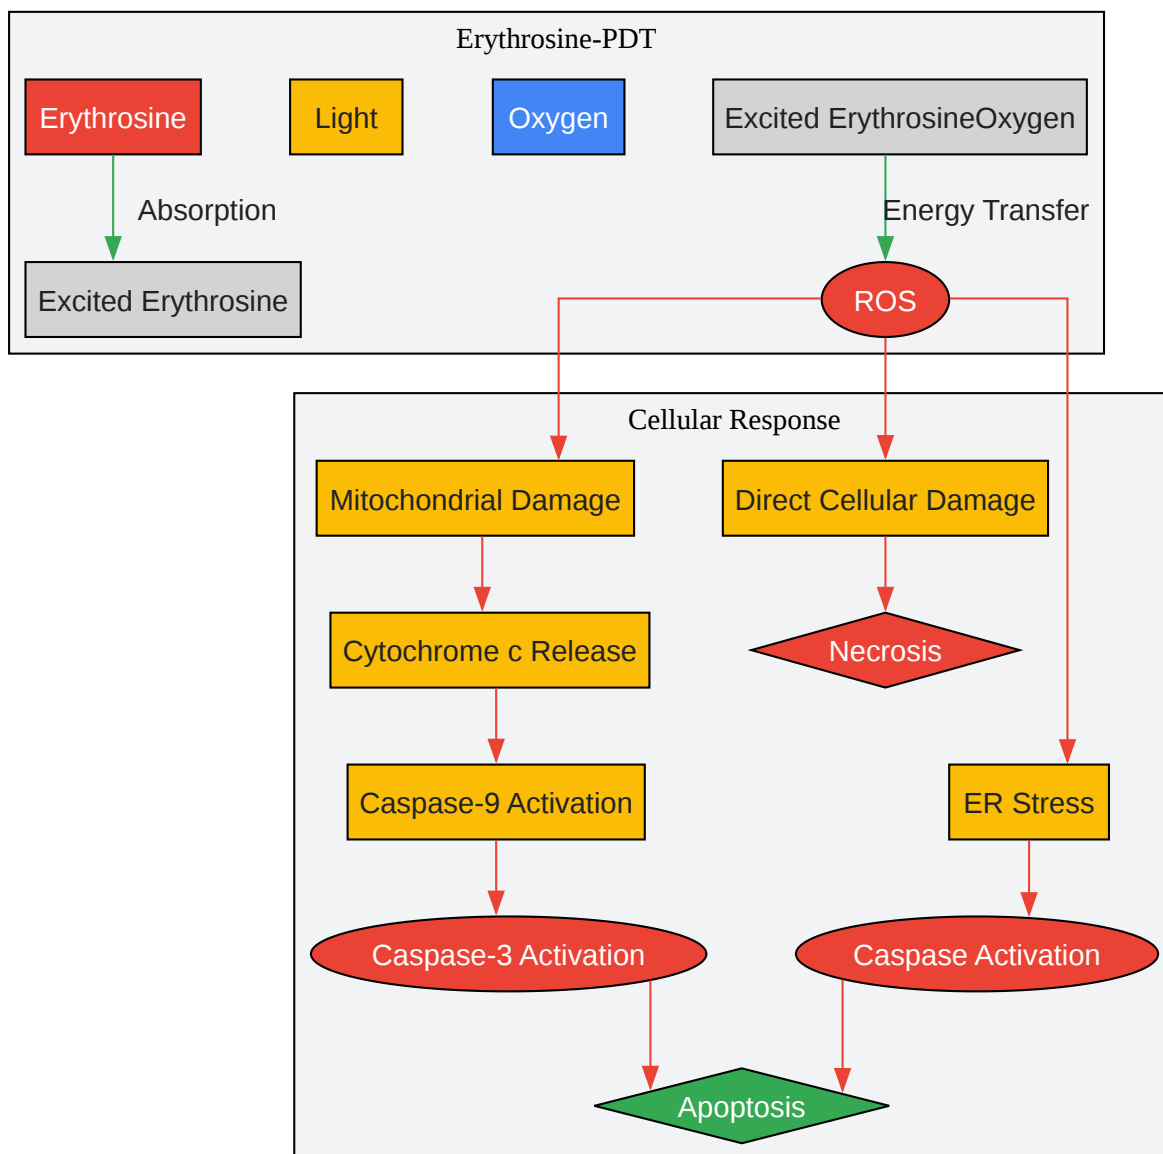 Erythrosine-PDT
Erythrosine
Light
Oxygen
Excited ErythrosineOxygen
Absorption
Energy Transfer
Excited Erythrosine
ROS
Cellular Response
Mitochondrial Damage
Direct Cellular Damage
Cytochrome c Release
Necrosis
Caspase-9 Activation
ER Stress
Caspase-3 Activation
Caspase Activation
Apoptosis